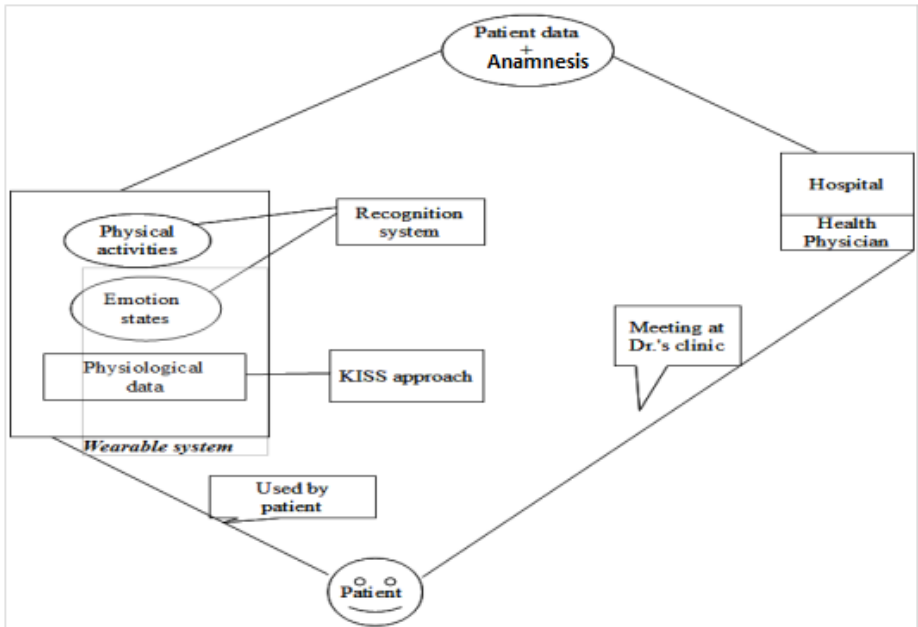 Patient data
+
Anamnesis
Hospital
Health
Physician
Physical
activities
Recognition
system
Emotion
states
Meeting at
Dr.'s clinic
Physiological
data
KISS approach
Wearable system
Used by
patient
Patient